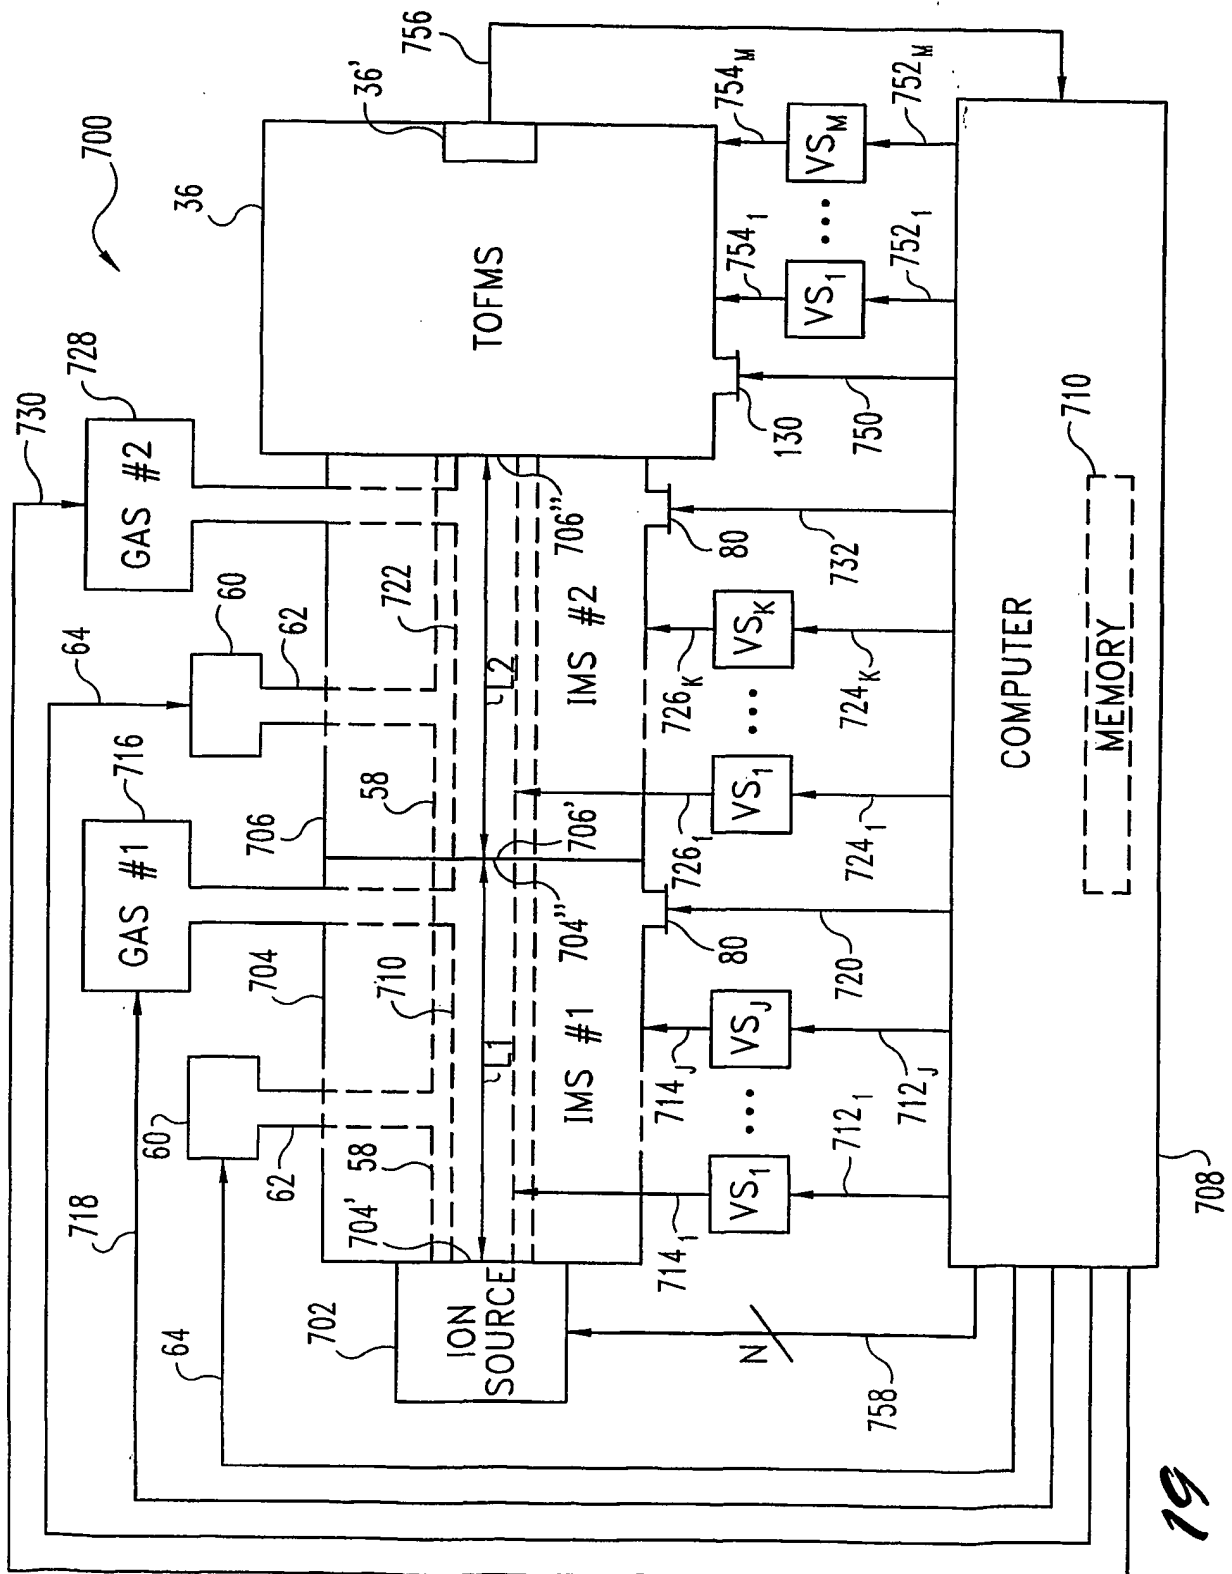 700
756
36
36'
TOFMS
728
730
GAS #2
60
62
64
716
GAS #1
706
704
60
62
64
718
58
722
58
710
704'
L1
704"
706'
L2
706"
IMS #1
IMS #2
ION
SOURCE
702
80
80
130
714₁
VS₁
712₁
714J
VSJ
712J
720
726₁
VS₁
724₁
726K
VSK
724K
732
750
754₁
VS₁
752₁
754M
VSM
752M
N
758
COMPUTER
MEMORY
710
708
19